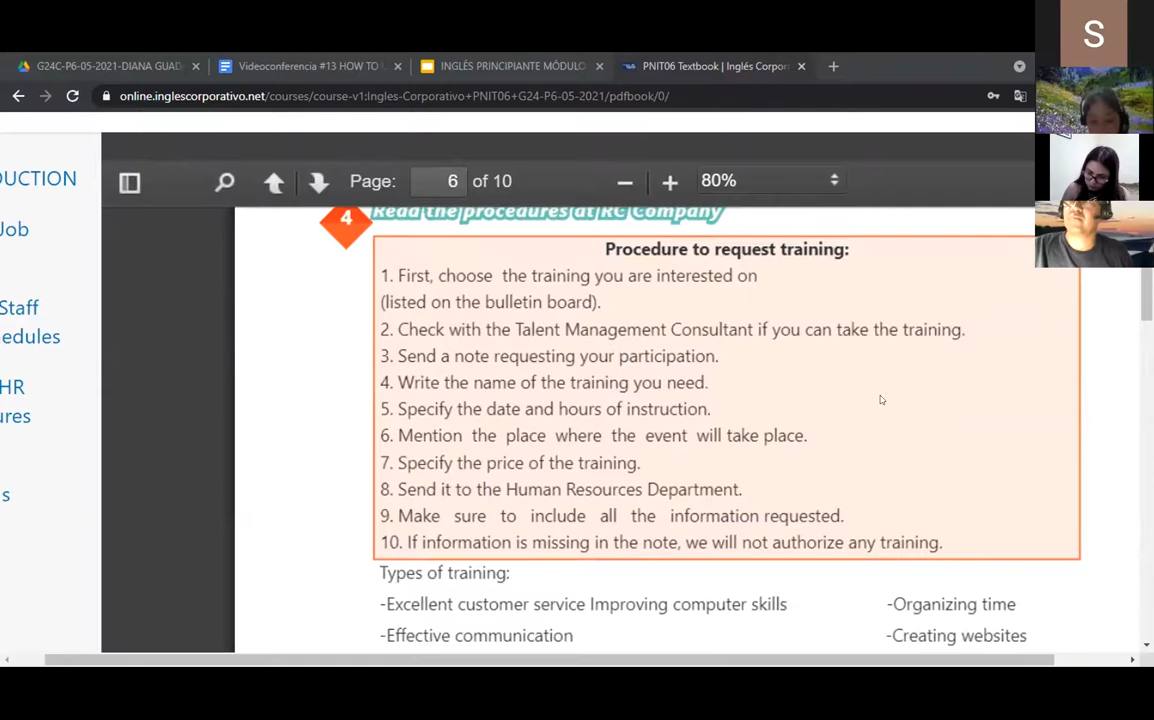 S
G24C-P6-05-2021-DIANA GUAD
Videoconferencia #13 HOW TO
INGLÉS PRINCIPIANTE MÓDULO
PNIT06 Textbook | Inglés Corpor
online.inglescorporativo.net/courses/course-v1:Ingles-Corporativo+PNIT06+G24-P6-05-2021/pdfbook/0/
DUCTION
Job
Staff
edules
HR
ures
s
Page: 6 of 10
80%
4 Read the procedures at RC Company
Procedure to request training:
1. First, choose the training you are interested on
(listed on the bulletin board).
2. Check with the Talent Management Consultant if you can take the training.
3. Send a note requesting your participation.
4. Write the name of the training you need.
5. Specify the date and hours of instruction.
6. Mention the place where the event will take place.
7. Specify the price of the training.
8. Send it to the Human Resources Department.
9. Make sure to include all the information requested.
10. If information is missing in the note, we will not authorize any training.
Types of training:
-Excellent customer service Improving computer skills -Organizing time
-Effective communication -Creating websites